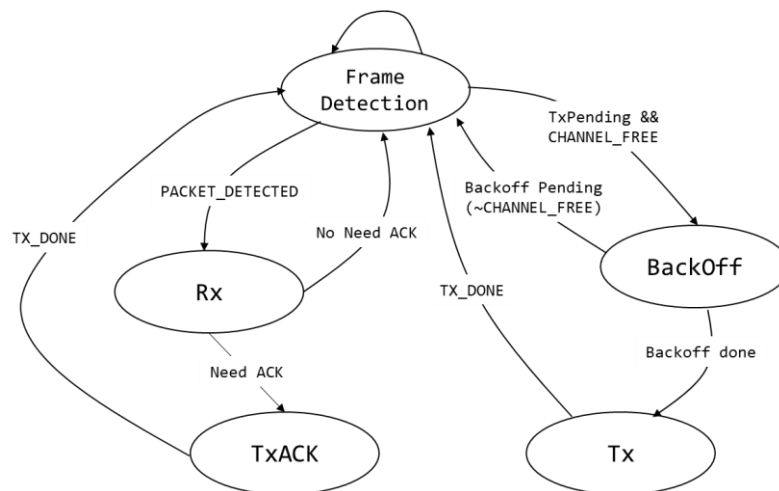 Frame
Detection
TxPending &&
CHANNEL_FREE
PACKET_DETECTED
Backoff Pending
(~CHANNEL_FREE)
TX_DONE
No Need ACK
BackOff
Rx
TX_DONE
Backoff done
Need ACK
TxACK
Tx